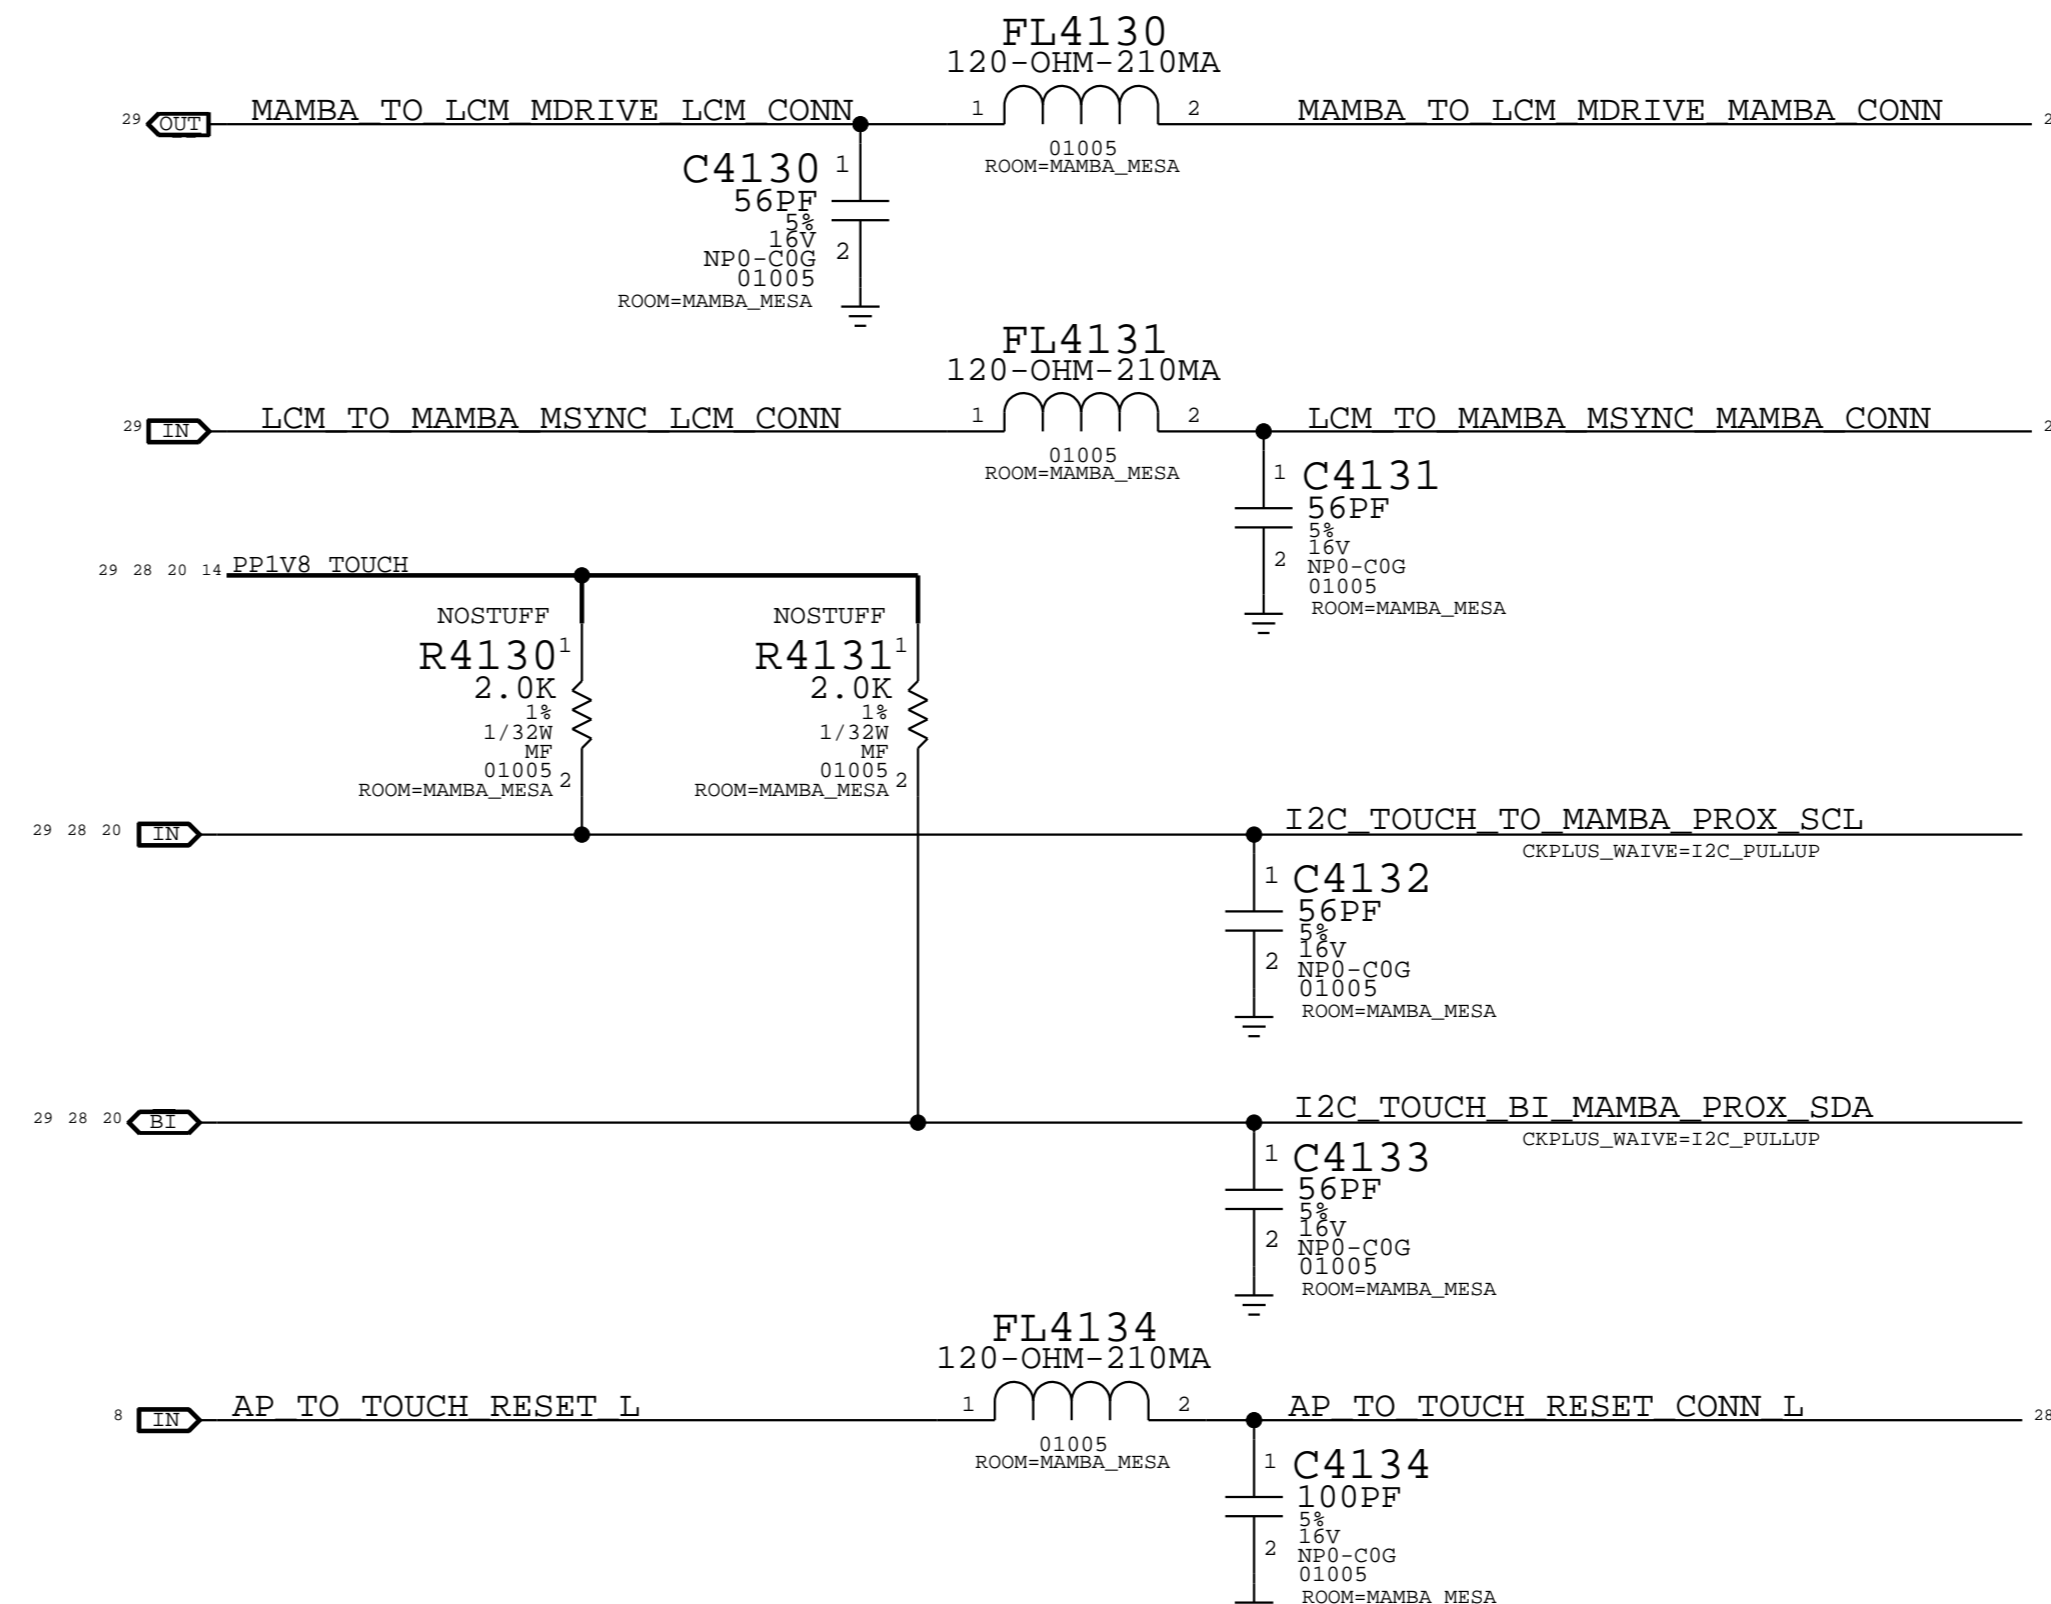 FL4130
120-OHM-210MA
29 OUT MAMBA_TO_LCM_MDRIVE_LCM_CONN 1 2 MAMBA_TO_LCM_MDRIVE_MAMBA_CONN 2
01005
ROOM=MAMBA_MESA
C4130 1
56PF
5%
16V
2
NP0-C0G
01005
ROOM=MAMBA_MESA
FL4131
120-OHM-210MA
29 IN LCM_TO_MAMBA_MSYNC_LCM_CONN 1 2 LCM_TO_MAMBA_MSYNC_MAMBA_CONN 2
01005
ROOM=MAMBA_MESA
1 C4131
56PF
5%
16V
2
NP0-C0G
01005
ROOM=MAMBA_MESA
29 28 20 14 PP1V8_TOUCH
NOSTUFF
R4130 1
2.0K
1%
1/32W
MF
01005
2
ROOM=MAMBA_MESA
NOSTUFF
R4131 1
2.0K
1%
1/32W
MF
01005
2
ROOM=MAMBA_MESA
29 28 20 IN I2C_TOUCH_TO_MAMBA_PROX_SCL
CKPLUS_WAIVE=I2C_PULLUP
1 C4132
56PF
5%
16V
2
NP0-C0G
01005
ROOM=MAMBA_MESA
29 28 20 BI I2C_TOUCH_BI_MAMBA_PROX_SDA
CKPLUS_WAIVE=I2C_PULLUP
1 C4133
56PF
5%
16V
2
NP0-C0G
01005
ROOM=MAMBA_MESA
FL4134
120-OHM-210MA
8 IN AP_TO_TOUCH_RESET_L 1 2 AP_TO_TOUCH_RESET_CONN_L 28
01005
ROOM=MAMBA_MESA
1 C4134
100PF
5%
16V
2
NP0-C0G
01005
ROOM=MAMBA_MESA